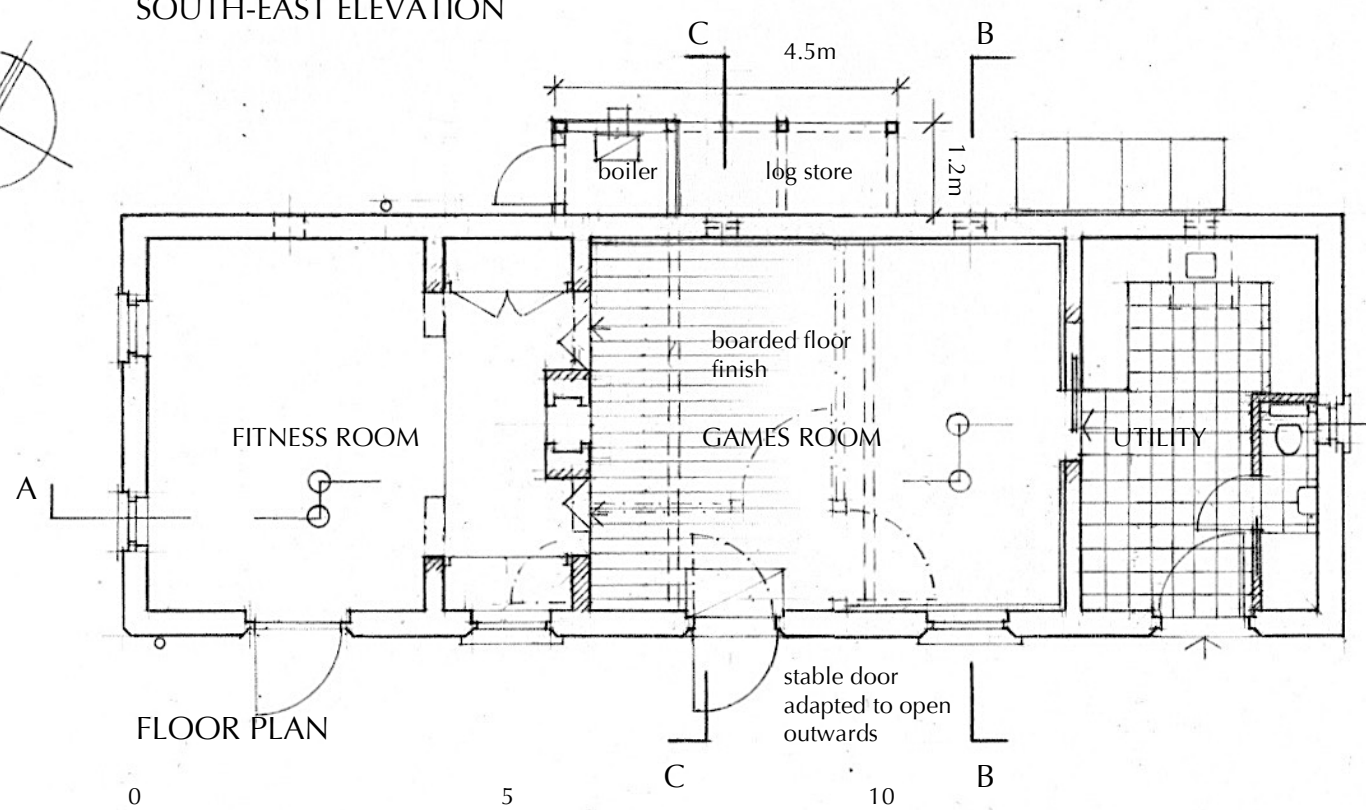 SOUTH-EAST ELEVATION
C
4.5m
B
1.2m
boiler
log store
boarded floor
finish
FITNESS ROOM
GAMES ROOM
UTILITY
A
stable door
adapted to open
outwards
FLOOR PLAN
C
B
0
5
10